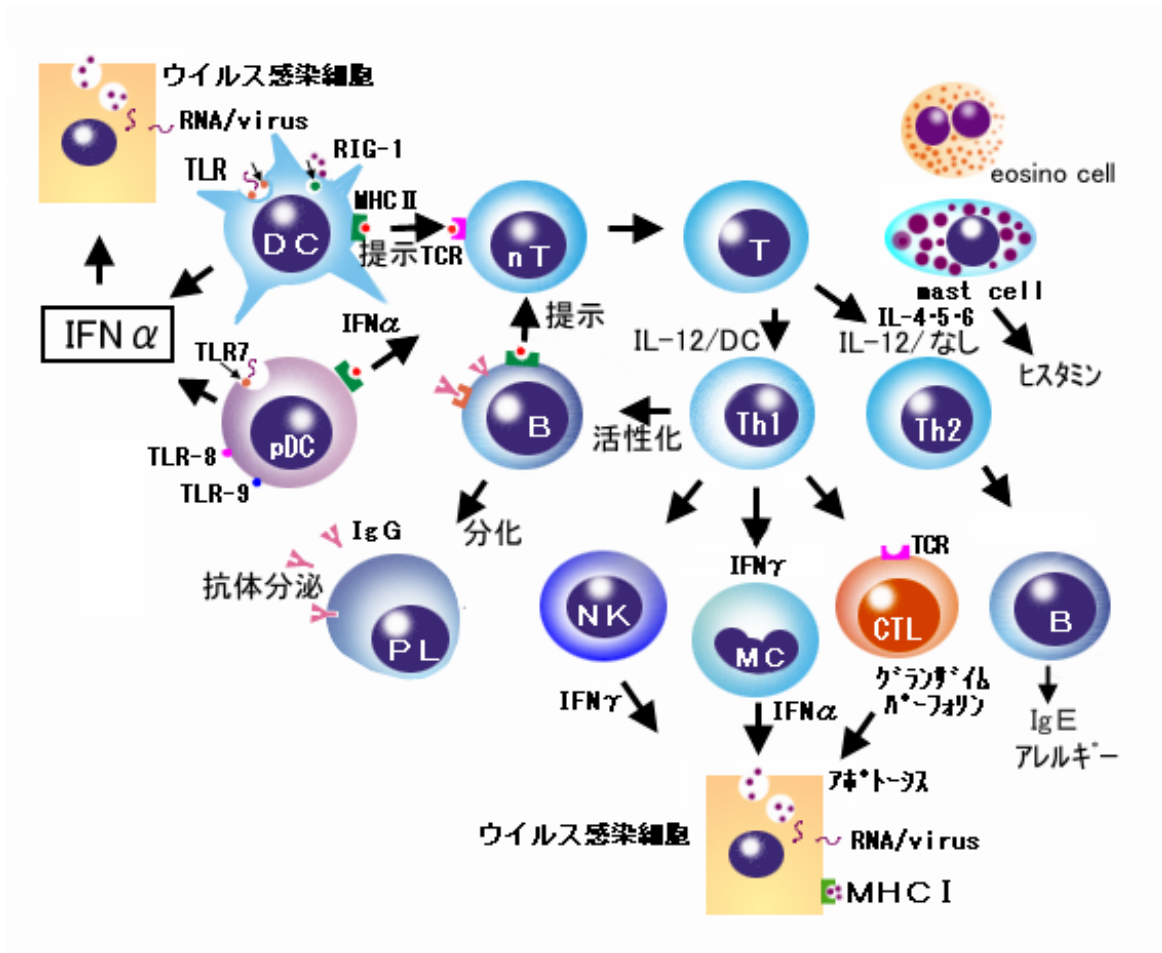 ウイルス感染細胞
RNA/virus
RIG-1
TLR
MHCⅡ
DC
提示
TCR
nT
T
eosino cell
mast cell
IL-4・5・6
IL-12/なし
IL-12/DC
ヒスタミン
IFNα
IFNα
提示
TLR7
pDC
TLR-8
TLR-9
B
活性化
Th1
Th2
分化
IgG
抗体分泌
PL
NK
IFNγ
MC
TCR
CTL
B
IFNγ
IFNα
グランザイム
パーフォリン
IgE
アレルギー
アポトーシス
ウイルス感染細胞
RNA/virus
MHCⅠ